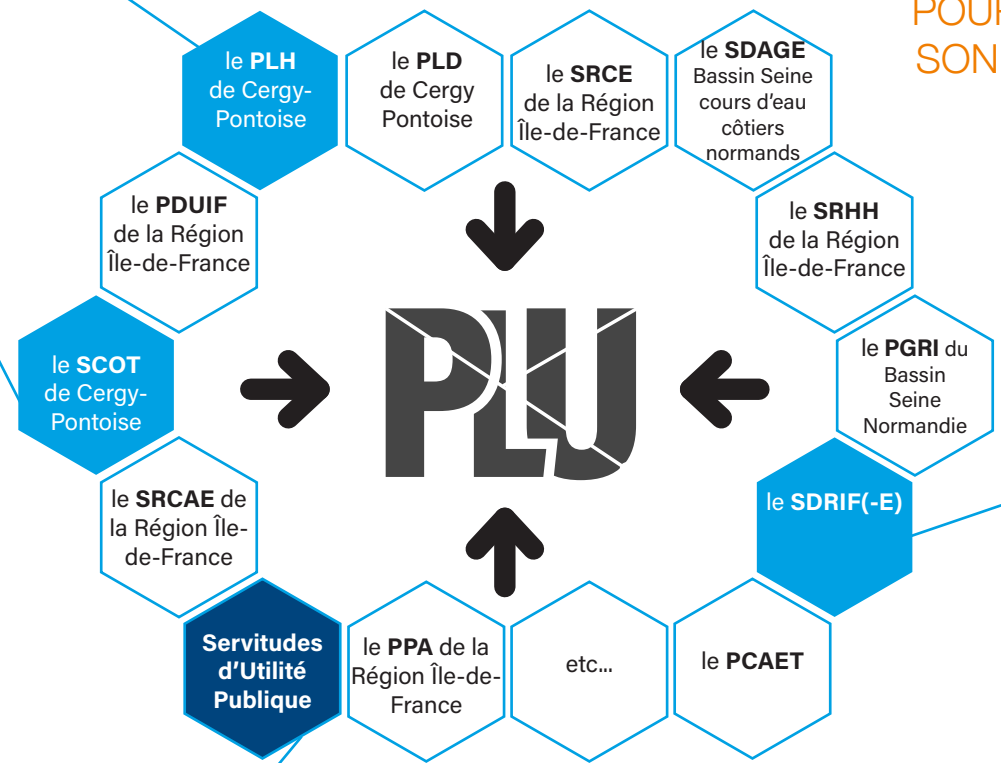 POUR
SON
le PLH
de Cergy-
Pontoise
le PLD
de Cergy
Pontoise
le SRCE
de la Région
Île-de-France
le SDAGE
Bassin Seine
cours d'eau
côtiers
normands
le PDUIF
de la Région
Île-de-France
le SRHH
de la Région
Île-de-France
le SCOT
de Cergy-
Pontoise
PLU
le PGRI du
Bassin
Seine
Normandie
le SRCAE de
la Région Île-
de-France
le SDRIF(-E)
Servitudes
d'Utilité
Publique
le PPA de la
Région Île-de-
France
etc...
le PCAET